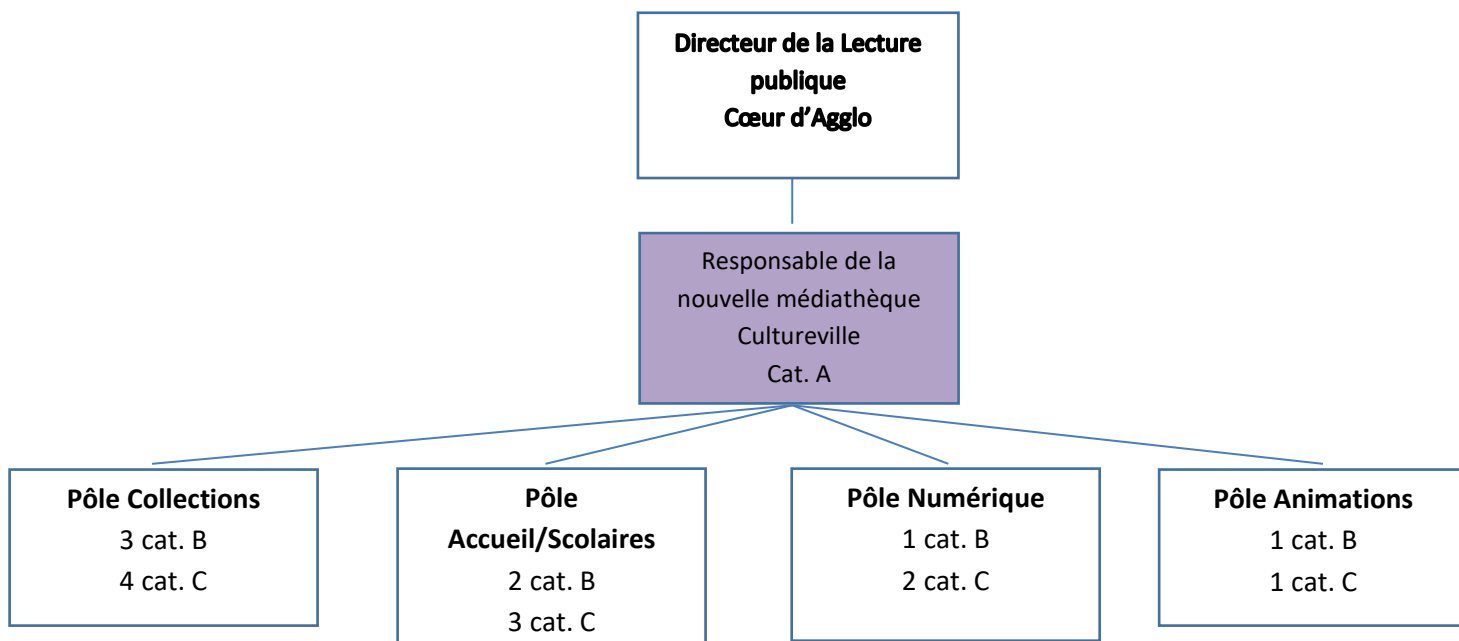 Directeur de la Lecture
publique
Cœur d’Agglo
Responsable de la
nouvelle médiathèque
Cultureville
Cat. A
Pôle Collections
3 cat. B
4 cat. C
Pôle
Accueil/Scolaires
2 cat. B
3 cat. C
Pôle Numérique
1 cat. B
2 cat. C
Pôle Animations
1 cat. B
1 cat. C